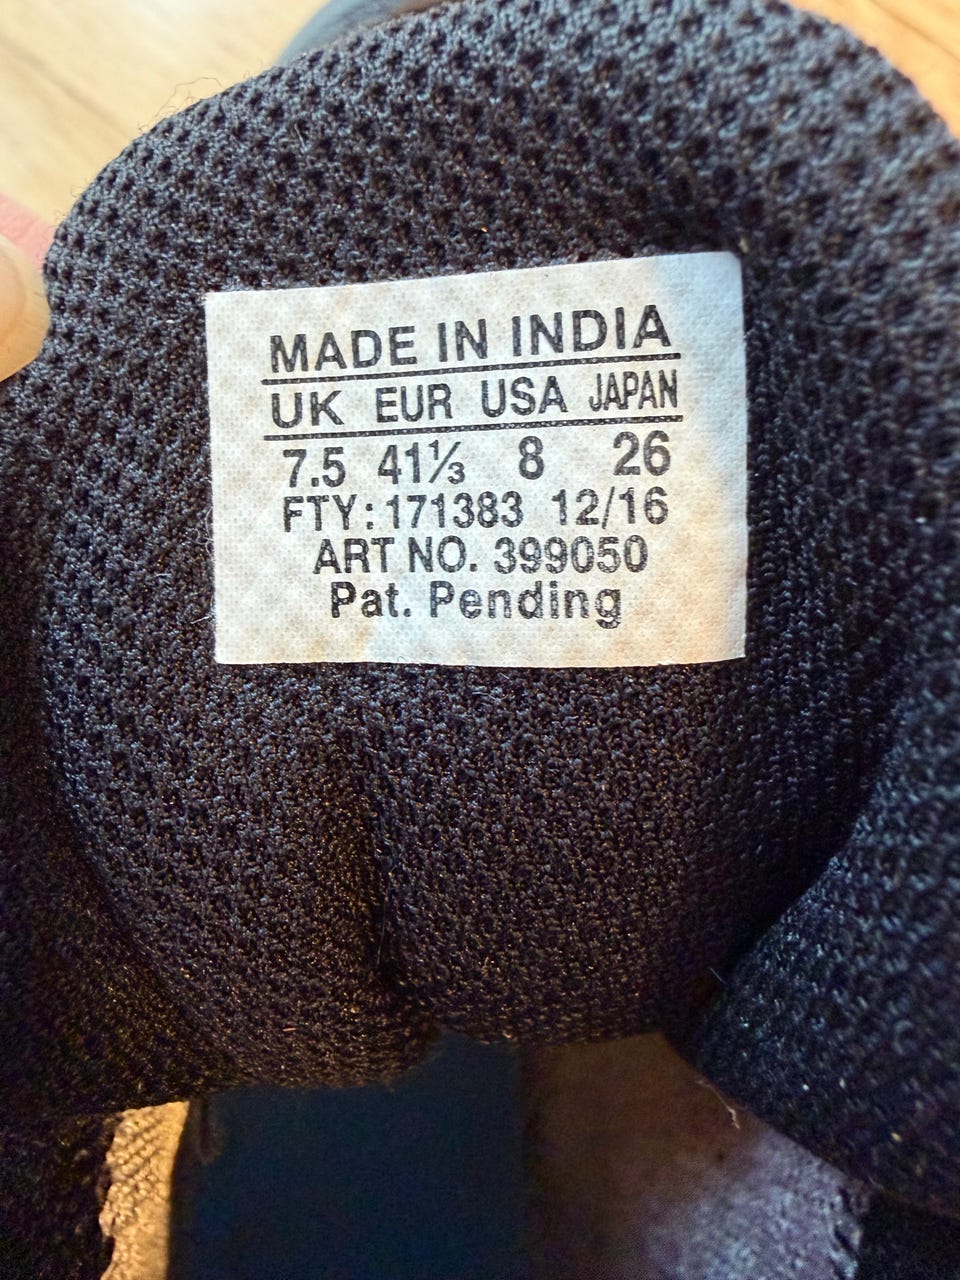 MADE IN INDIA
UK EUR USA JAPAN
7.5 41⅓ 8 26
FTY: 171383 12/16
ART NO. 399050
Pat. Pending